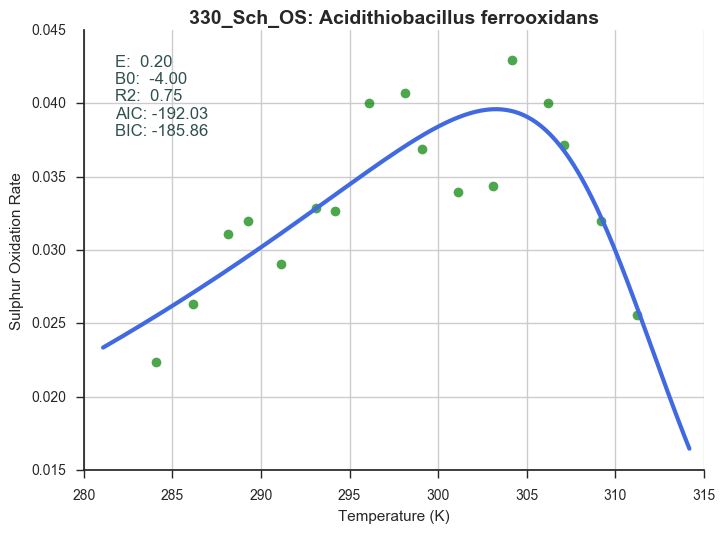 330_Sch_OS: Acidithiobacillus ferrooxidans
E:  0.20
B0:  -4.00
R2:  0.75
AIC: -192.03
BIC: -185.86
Sulphur Oxidation Rate
0.045
0.040
0.035
0.030
0.025
0.020
0.015
280 285 290 295 300 305 310 315
Temperature (K)